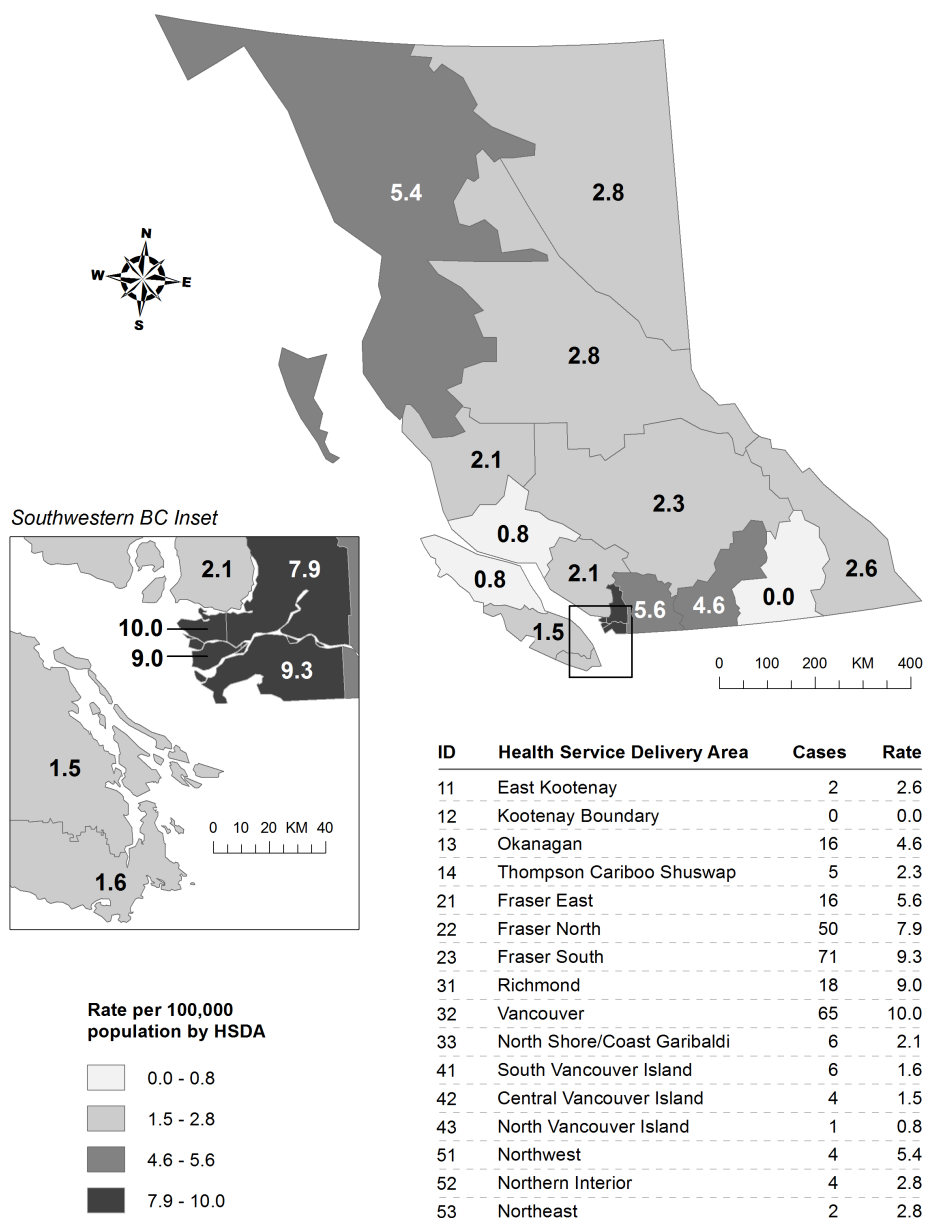 5.4
2.8
N
W
E
S
2.8
2.1
2.3
Southwestern BC Inset
0.8
2.1
0.8
2.6
5.6
4.6
0.0
1.5
2.1
7.9
10.0
9.0
9.3
0 100 200 KM 400
1.5
0 10 20 KM 40
1.6
ID Health Service Delivery Area Cases Rate
11 East Kootenay 2 2.6
12 Kootenay Boundary 0 0.0
13 Okanagan 16 4.6
14 Thompson Cariboo Shuswap 5 2.3
21 Fraser East 16 5.6
22 Fraser North 50 7.9
23 Fraser South 71 9.3
31 Richmond 18 9.0
32 Vancouver 65 10.0
33 North Shore/Coast Garibaldi 6 2.1
41 South Vancouver Island 6 1.6
42 Central Vancouver Island 4 1.5
43 North Vancouver Island 1 0.8
51 Northwest 4 5.4
52 Northern Interior 4 2.8
53 Northeast 2 2.8
Rate per 100,000
population by HSDA
0.0 - 0.8
1.5 - 2.8
4.6 - 5.6
7.9 - 10.0